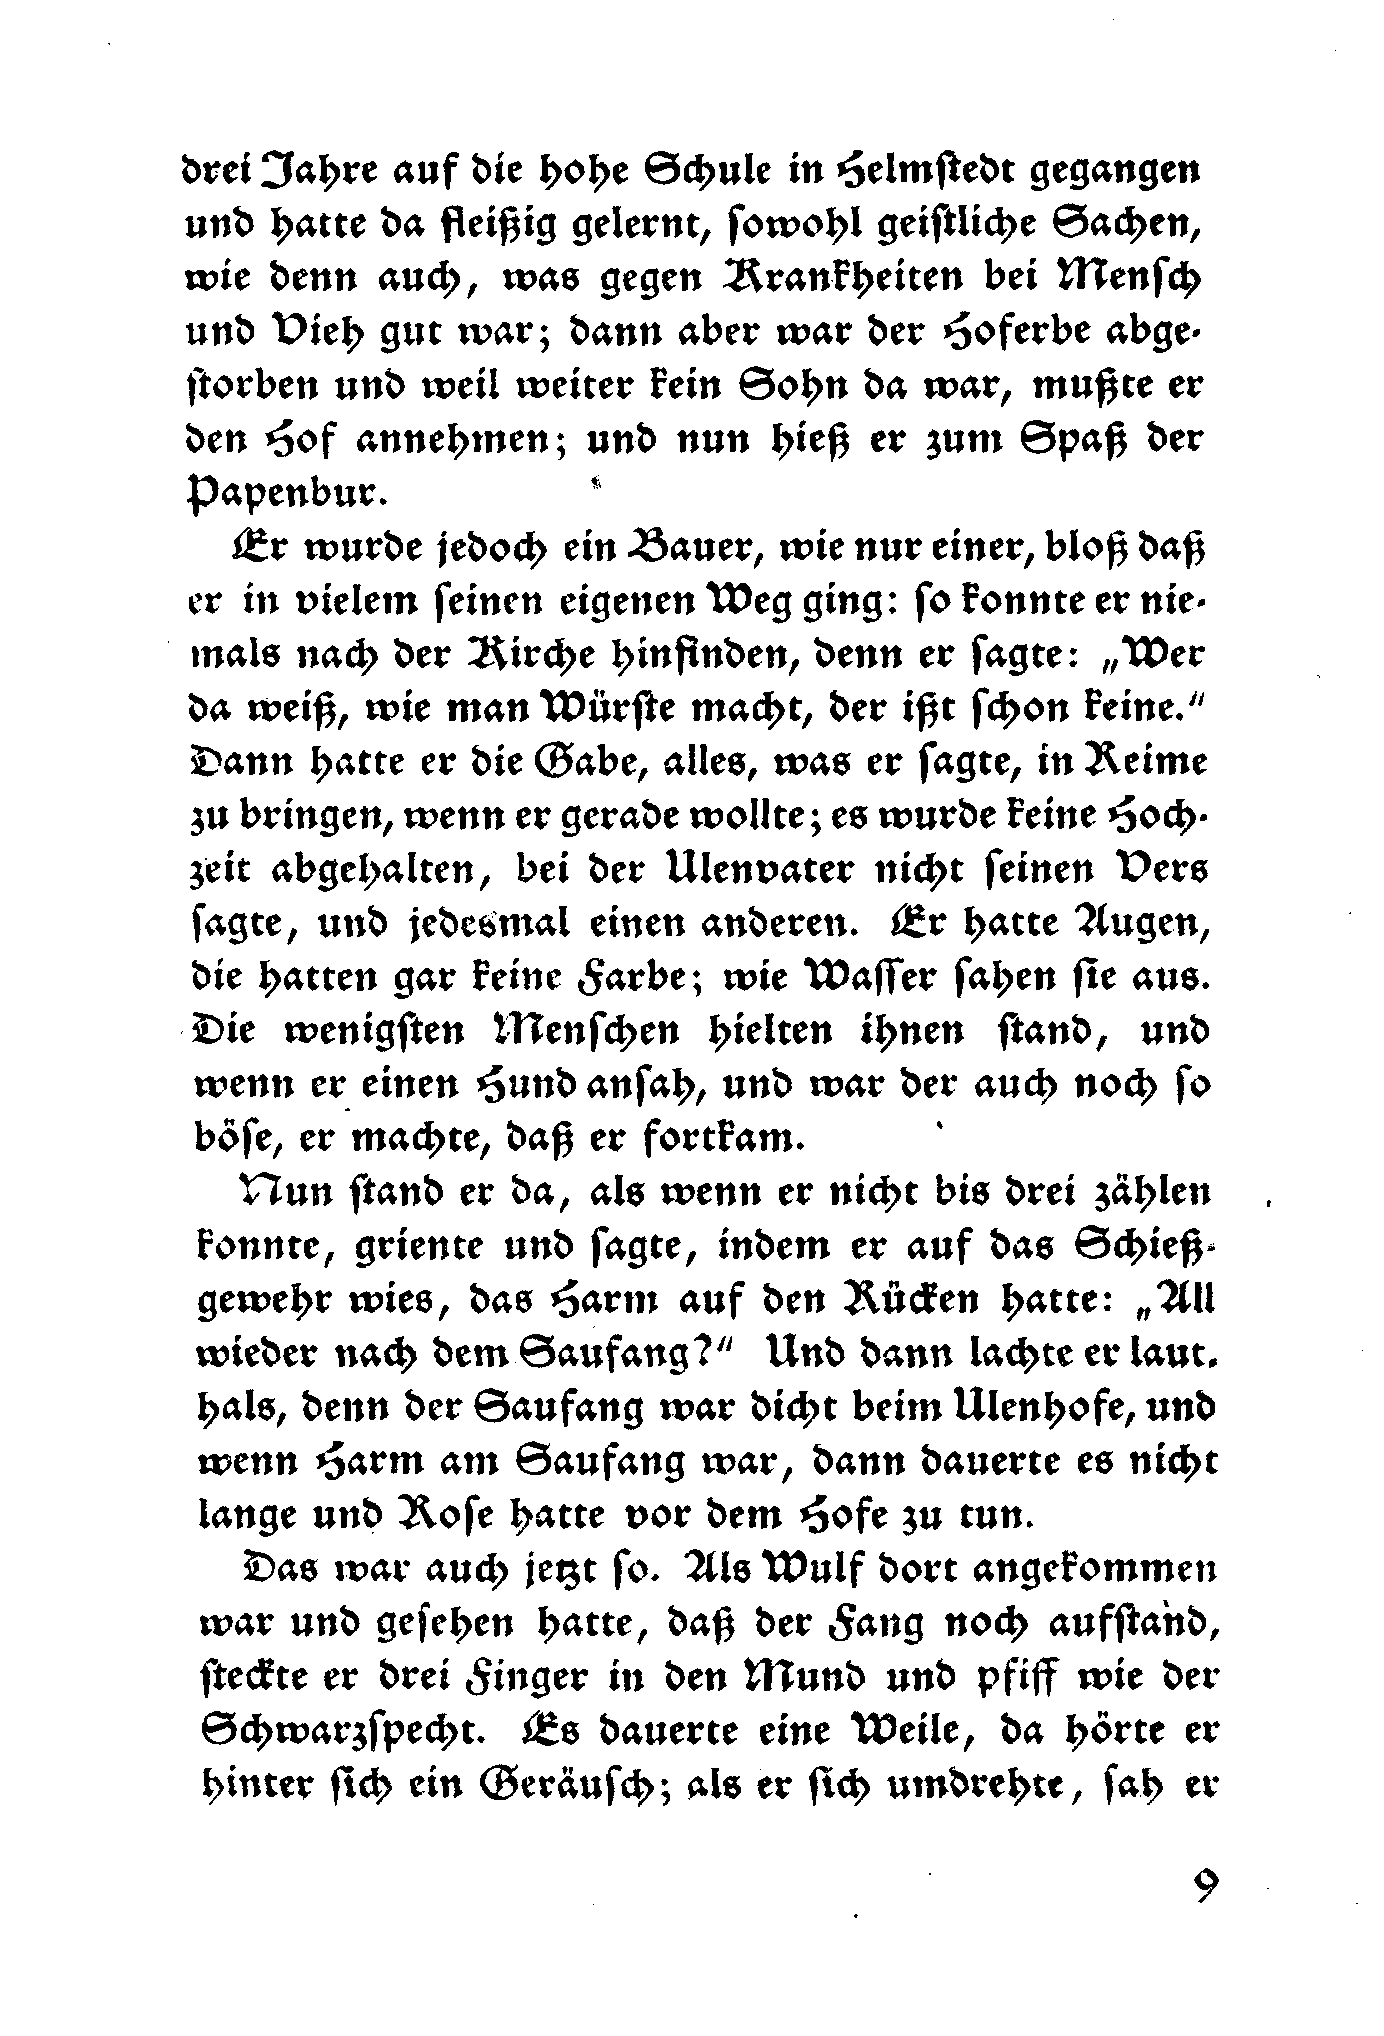 drei Jahre auf die hohe Schule in Helmstedt gegangen
und hatte da fleißig gelernt, sowohl geistliche Sachen,
wie denn auch, was gegen Krankheiten bei Mensch
und Vieh gut war; dann aber war der Hoferbe abge-
storben und weil weiter kein Sohn da war, mußte er
den Hof annehmen; und nun hieß er zum Spaß der
Papenbur.
Er wurde jedoch ein Bauer, wie nur einer, bloß daß
er in vielem seinen eigenen Weg ging: so konnte er nie-
mals nach der Kirche hinfinden, denn er sagte: „Wer
da weiß, wie man Würste macht, der ißt schon keine.“
Dann hatte er die Gabe, alles, was er sagte, in Reime
zu bringen, wenn er gerade wollte; es wurde keine Hoch-
zeit abgehalten, bei der Ulenvater nicht seinen Vers
sagte, und jedesmal einen anderen. Er hatte Augen,
die hatten gar keine Farbe; wie Wasser sahen sie aus.
Die wenigsten Menschen hielten ihnen stand, und
wenn er einen Hund ansah, und war der auch noch so
böse, er machte, daß er fortkam.
Nun stand er da, als wenn er nicht bis drei zählen
konnte, griente und sagte, indem er auf das Schieß-
gewehr wies, das Harm auf den Rücken hatte: „All
wieder nach dem Saufang?“ Und dann lachte er laut-
hals, denn der Saufang war dicht beim Ulenhofe, und
wenn Harm am Saufang war, dann dauerte es nicht
lange und Rose hatte vor dem Hofe zu tun.
Das war auch jetzt so. Als Wulf dort angekommen
war und gesehen hatte, daß der Fang noch aufstand,
steckte er drei Finger in den Mund und pfiff wie der
Schwarzspecht. Es dauerte eine Weile, da hörte er
hinter sich ein Geräusch; als er sich umdrehte, sah er
9